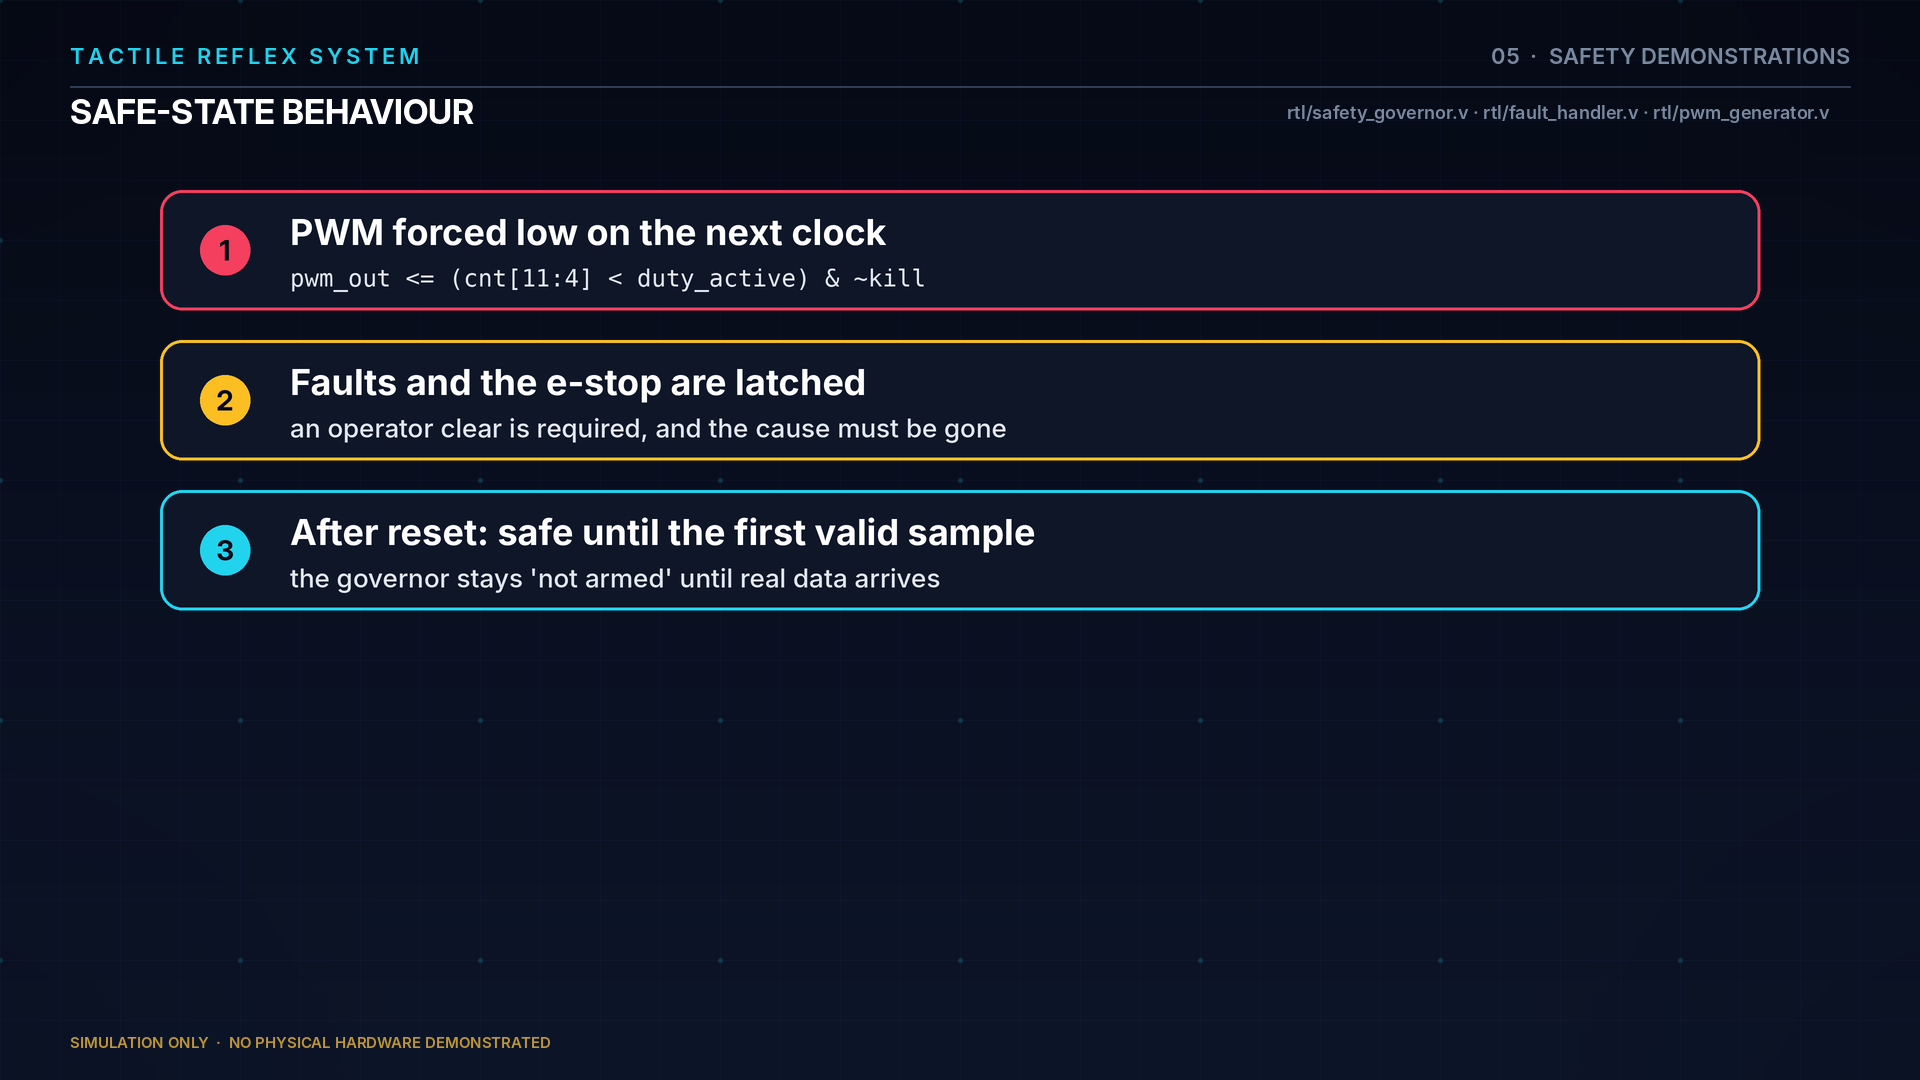 TACTILE REFLEX SYSTEM
05 · SAFETY DEMONSTRATIONS
SAFE-STATE BEHAVIOUR
rtl/safety_governor.v · rtl/fault_handler.v · rtl/pwm_generator.v
1
PWM forced low on the next clock
pwm_out <= (cnt[11:4] < duty_active) & ~kill
2
Faults and the e-stop are latched
an operator clear is required, and the cause must be gone
3
After reset: safe until the first valid sample
the governor stays 'not armed' until real data arrives
SIMULATION ONLY · NO PHYSICAL HARDWARE DEMONSTRATED